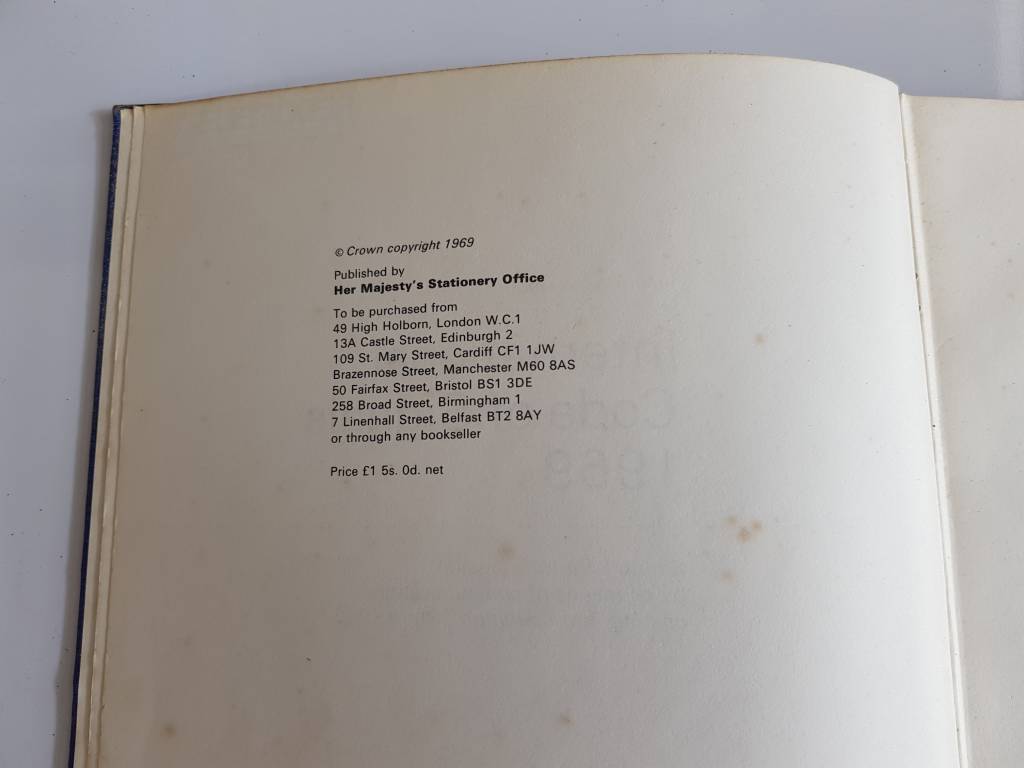 © Crown copyright 1969
Published by
Her Majesty's Stationery Office
To be purchased from
49 High Holborn, London W.C.1
13A Castle Street, Edinburgh 2
109 St. Mary Street, Cardiff CF1 1JW
Brazennose Street, Manchester M60 8AS
50 Fairfax Street, Bristol BS1 3DE
258 Broad Street, Birmingham 1
7 Linenhall Street, Belfast BT2 8AY
or through any bookseller
Price £1 5s. 0d. net